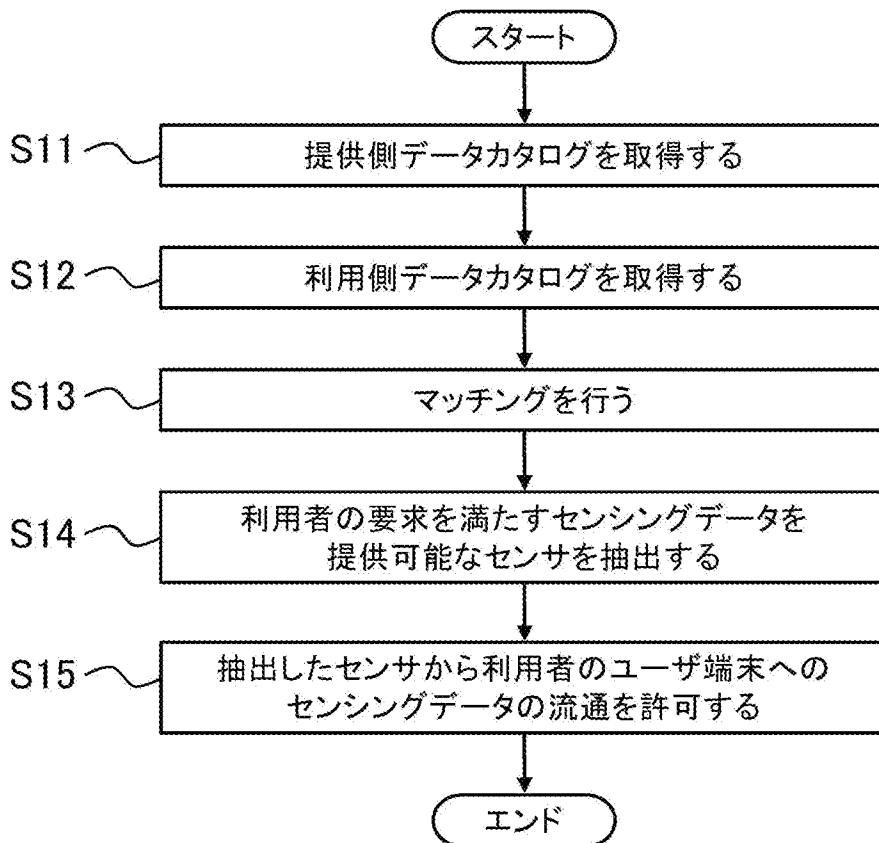 スタート
S11
提供側データカタログを取得する
S12
利用側データカタログを取得する
S13
マッチングを行う
S14
利用者の要求を満たすセンシングデータを
提供可能なセンサを抽出する
S15
抽出したセンサから利用者のユーザ端末への
センシングデータの流通を許可する
エンド